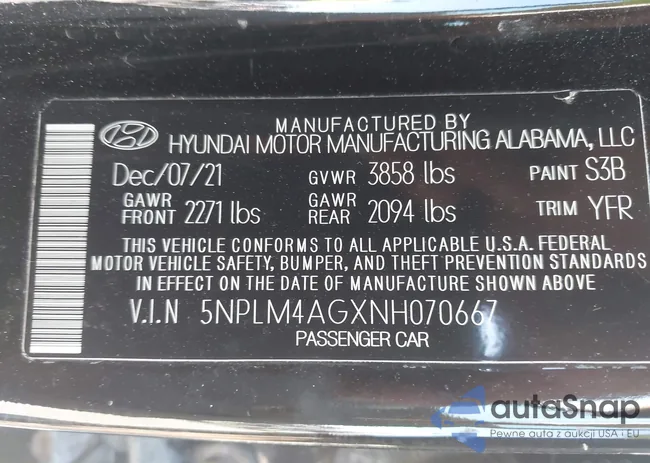 MANUFACTURED BY
HYUNDAI MOTOR MANUFACTURING ALABAMA, LLC
Dec/07/21 GVWR 3858 lbs PAINT S3B
GAWR FRONT 2271 lbs GAWR REAR 2094 lbs TRIM YFR
THIS VEHICLE CONFORMS TO ALL APPLICABLE U.S.A. FEDERAL
MOTOR VEHICLE SAFETY, BUMPER, AND THEFT PREVENTION STANDARDS
IN EFFECT ON THE DATE OF MANUFACTURE SHOWN ABOVE
V.I.N 5NPLM4AGXNH070667
PASSENGER CAR
autaSnap
Pewne auta z aukcji USA i EU